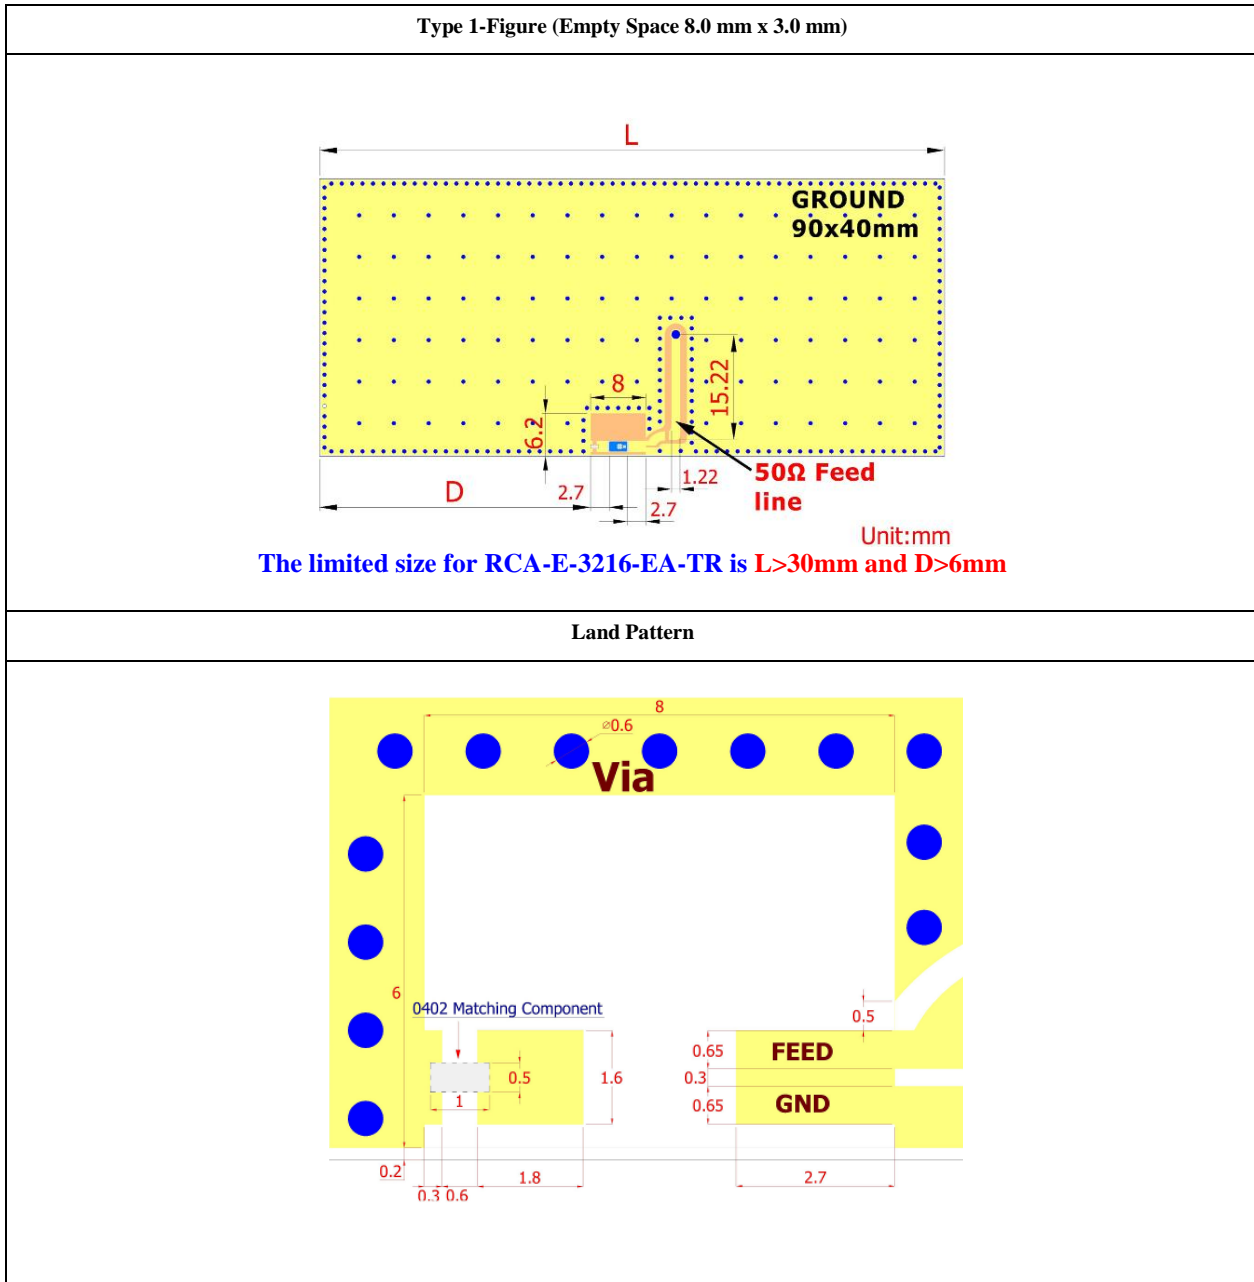 Type 1-Figure (Empty Space 8.0 mm x 3.0 mm)
L
GROUND
90x40mm
8
15.22
6.2
50Ω Feed
line
D
2.7
1.22
2.7
Unit:mm
The limited size for RCA-E-3216-EA-TR is L>30mm and D>6mm
Land Pattern
8
⌀0.6
Via
6
0402 Matching Component
0.5
0.65
FEED
0.5
1.6
0.3
1
0.65
GND
0.2
1.8
2.7
0.3 0.6